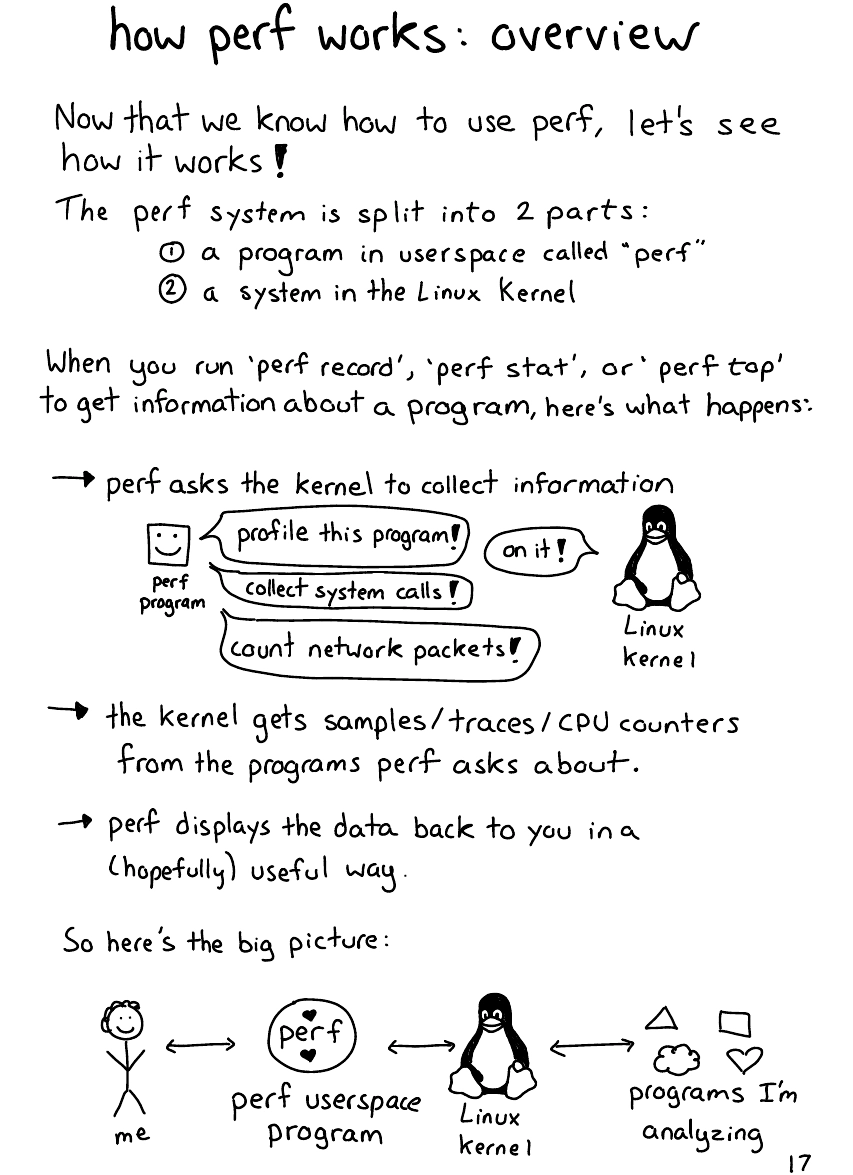 how perf works: overview
Now that we know how to use perf, let's see
how it works!
The perf system is split into 2 parts:
① a program in userspace called "perf"
② a system in the Linux Kernel
When you run 'perf record', 'perf stat', or 'perf top'
to get information about a program, here's what happens:
→ perf asks the kernel to collect information
profile this program!
on it!
perf
program
collect system calls!
count network packets!
Linux
kernel
→ the kernel gets samples/traces/CPU counters
from the programs perf asks about.
→ perf displays the data back to you in a
(hopefully) useful way.
So here's the big picture:
perf
me
perf userspace
program
Linux
kernel
programs I'm
analyzing
17